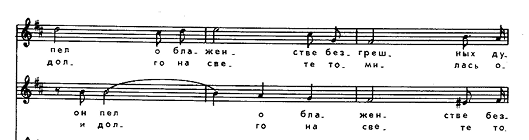 пел о бла- жен- стве без- греш- ных ду-
дол- го на све- те то- ми- лась о-
он пел о бла- жен- стве без-
и дол- го на све- те то-